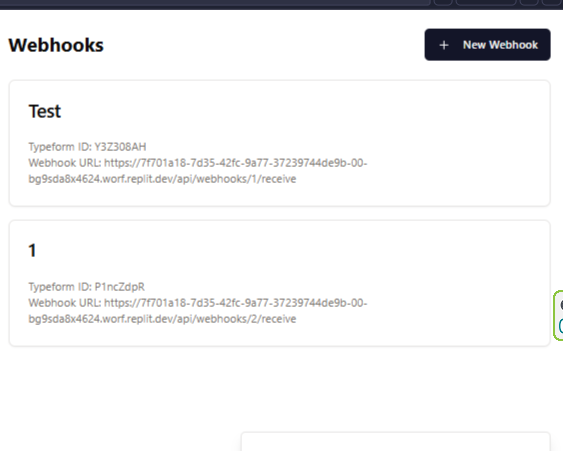 Webhooks
+ New Webhook
Test
Typeform ID: Y3Z308AH
Webhook URL: https://7f701a18-7d35-42fc-9a77-37239744de9b-00-
bg9sda8x4624.worf.replit.dev/api/webhooks/1/receive
1
Typeform ID: P1ncZdpR
Webhook URL: https://7f701a18-7d35-42fc-9a77-37239744de9b-00-
bg9sda8x4624.worf.replit.dev/api/webhooks/2/receive